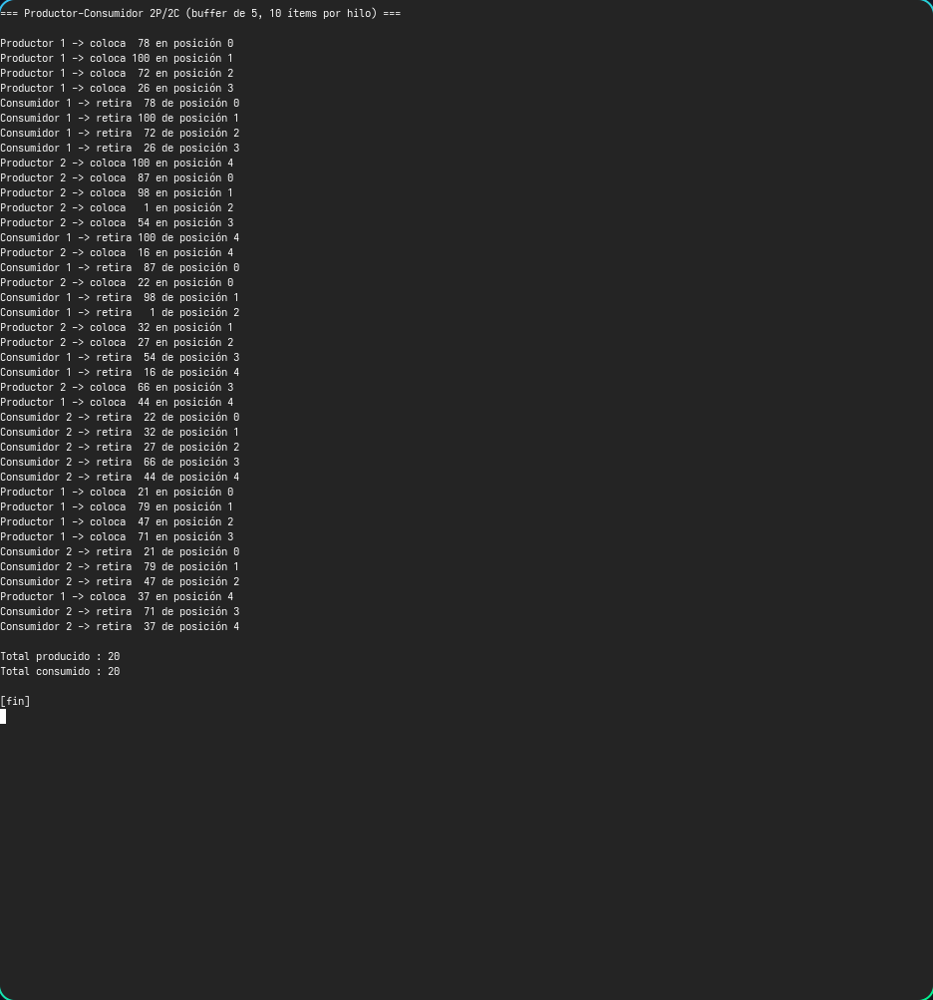 === Productor-Consumidor 2P/2C (buffer de 5, 10 ítems por hilo) ===
Productor 1 -> coloca  78 en posición 0
Productor 1 -> coloca 100 en posición 1
Productor 1 -> coloca  72 en posición 2
Productor 1 -> coloca  26 en posición 3
Consumidor 1 -> retira  78 de posición 0
Consumidor 1 -> retira 100 de posición 1
Consumidor 1 -> retira  72 de posición 2
Consumidor 1 -> retira  26 de posición 3
Productor 2 -> coloca 100 en posición 4
Productor 2 -> coloca  87 en posición 0
Productor 2 -> coloca  98 en posición 1
Productor 2 -> coloca   1 en posición 2
Productor 2 -> coloca  54 en posición 3
Consumidor 1 -> retira 100 de posición 4
Productor 2 -> coloca  16 en posición 4
Consumidor 1 -> retira  87 de posición 0
Productor 2 -> coloca  22 en posición 0
Consumidor 1 -> retira  98 de posición 1
Consumidor 1 -> retira   1 de posición 2
Productor 2 -> coloca  32 en posición 1
Productor 2 -> coloca  27 en posición 2
Consumidor 1 -> retira  54 de posición 3
Consumidor 1 -> retira  16 de posición 4
Productor 2 -> coloca  66 en posición 3
Productor 1 -> coloca  44 en posición 4
Consumidor 2 -> retira  22 de posición 0
Consumidor 2 -> retira  32 de posición 1
Consumidor 2 -> retira  27 de posición 2
Consumidor 2 -> retira  66 de posición 3
Consumidor 2 -> retira  44 de posición 4
Productor 1 -> coloca  21 en posición 0
Productor 1 -> coloca  79 en posición 1
Productor 1 -> coloca  47 en posición 2
Productor 1 -> coloca  71 en posición 3
Consumidor 2 -> retira  21 de posición 0
Consumidor 2 -> retira  79 de posición 1
Consumidor 2 -> retira  47 de posición 2
Productor 1 -> coloca  37 en posición 4
Consumidor 2 -> retira  71 de posición 3
Consumidor 2 -> retira  37 de posición 4
Total producido : 20
Total consumido : 20
[fin]